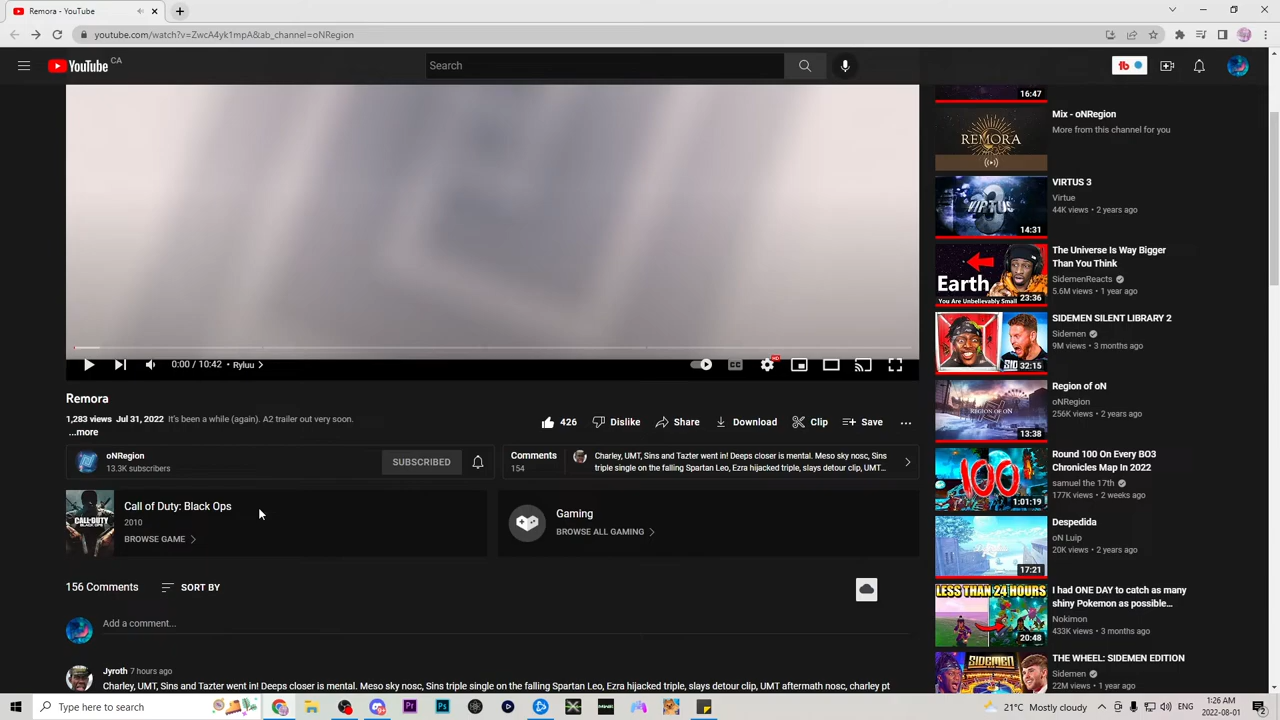 Remora - YouTube
youtube.com/watch?v=ZwcA4yk1mpA&ab_channel=oNRegion
YouTube CA
Search
16:47
REMORA
Mix - oNRegion
More from this channel for you
VIRTUE
14:31
VIRTUS 3
Virtue
44K views • 2 years ago
Earth
You Are Unbelievably Small
23:36
The Universe Is Way Bigger
Than You Think
SidemenReacts
5.6M views • 1 year ago
32:15
SIDEMEN SILENT LIBRARY 2
Sidemen
9M views • 3 months ago
0:00 / 10:42 • Ryluu
CC
HD
REGION OF ON
13:38
Region of oN
oNRegion
256K views • 2 years ago
Remora
1,283 views Jul 31, 2022 It's been a while (again). A2 trailer out very soon.
...more
426
Dislike
Share
Download
Clip
Save
oNRegion
13.3K subscribers
SUBSCRIBED
Comments
154
Charley, UMT, Sins and Tazter went in! Deeps closer is mental. Meso sky nosc, Sins
triple single on the falling Spartan Leo, Ezra hijacked triple, slays detour clip, UMT...
100
1:01:19
Round 100 On Every BO3
Chronicles Map In 2022
samuel the 17th
177K views • 2 weeks ago
CALL OF DUTY
Call of Duty: Black Ops
2010
BROWSE GAME
Gaming
BROWSE ALL GAMING
17:21
Despedida
oN Luip
20K views • 2 years ago
156 Comments
SORT BY
Add a comment...
LESS THAN 24 HOURS
20:48
I had ONE DAY to catch as many
shiny Pokemon as possible...
Nokimon
433K views • 3 months ago
SIDEMEN
THE WHEEL: SIDEMEN EDITION
Sidemen
22M views • 1 year ago
Jyroth 7 hours ago
Charley, UMT, Sins and Tazter went in! Deeps closer is mental. Meso sky nosc, Sins triple single on the falling Spartan Leo, Ezra hijacked triple, slays detour clip, UMT aftermath nosc, charley pt
Type here to search
Pr
Ps
21°C Mostly cloudy
ENG
1:26 AM
2022-08-01
2